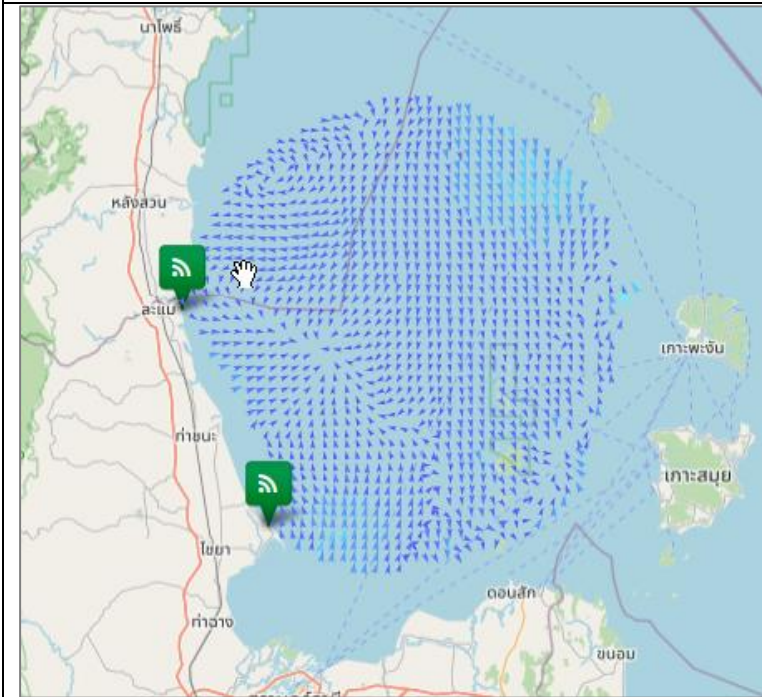 นาโพธิ์
หลังสวน
ละแม
เกาะพะงัน
ท่าชนะ
เกาะสมุย
ไชยา
ดอนสัก
ท่าฉาง
ขนอม